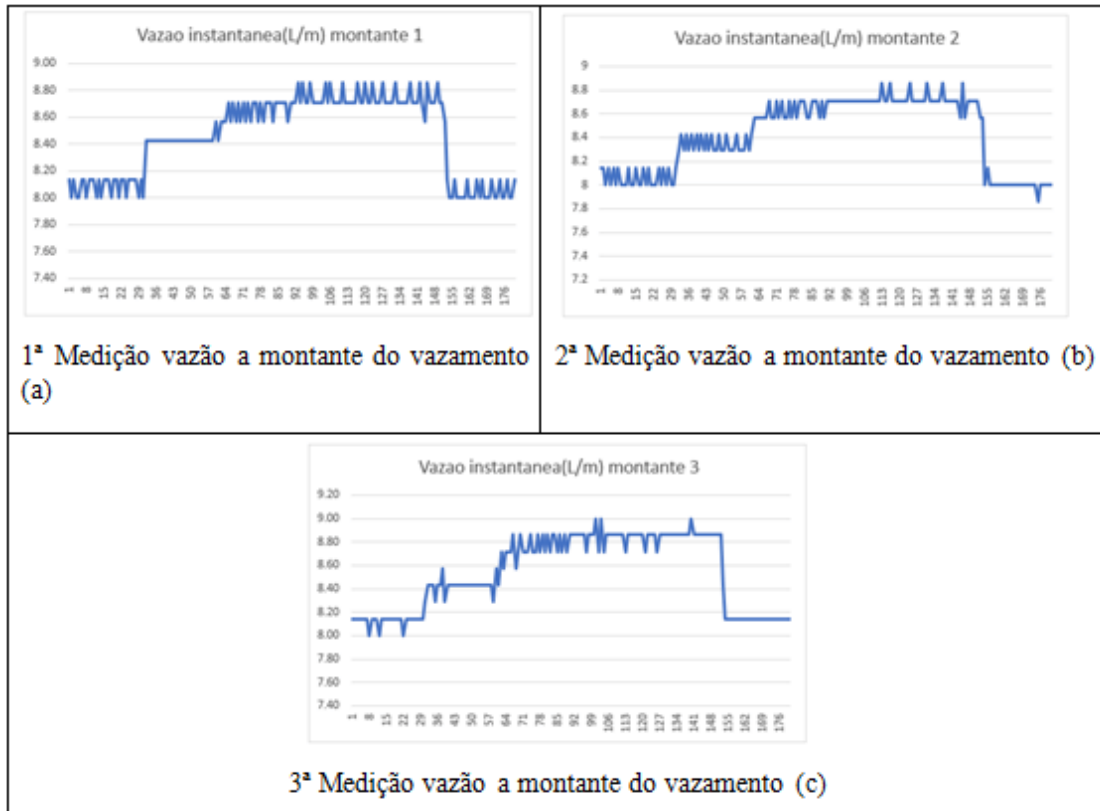 Vazao instantanea(L/m) montante 1
9.00
8.80
8.60
8.40
8.20
8.00
7.80
7.60
7.40
1 8 15 22 29 36 43 50 57 64 71 78 85 92 99 106 113 120 127 134 141 148 155 162 169 176
1ª Medição vazão a montante do vazamento
(a)
Vazao instantanea(L/m) montante 2
9
8.8
8.6
8.4
8.2
8
7.8
7.6
7.4
7.2
1 8 15 22 29 36 43 50 57 64 71 78 85 92 99 106 113 120 127 134 141 148 155 162 169 176
2ª Medição vazão a montante do vazamento (b)
Vazao instantanea(L/m) montante 3
9.20
9.00
8.80
8.60
8.40
8.20
8.00
7.80
7.60
7.40
1 8 15 22 29 36 43 50 57 64 71 78 85 92 99 106 113 120 127 134 141 148 155 162 169 176
3ª Medição vazão a montante do vazamento (c)